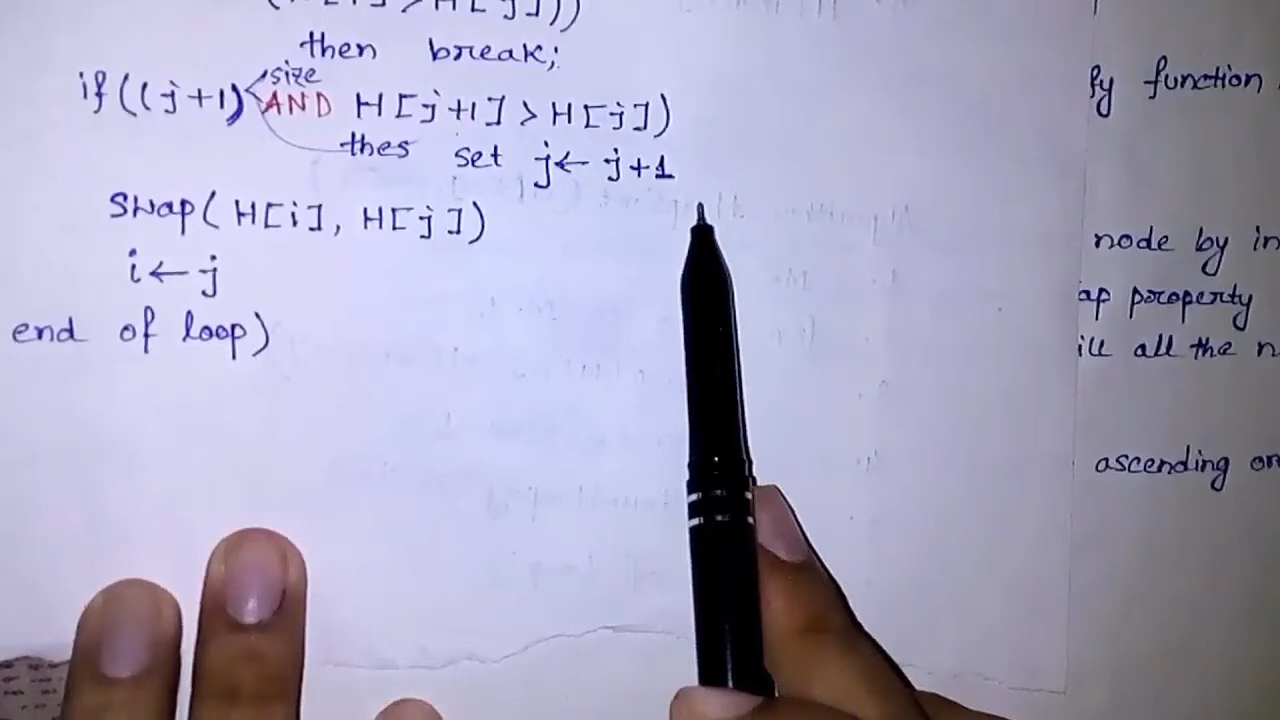 then break;
if((j+1)<size
AND H[j+1]>H[j])
thes set j← j+1
Swap(H[i], H[j])
i←j
end of loop)
fy function
node by in
ap property
ill all the n
ascending or